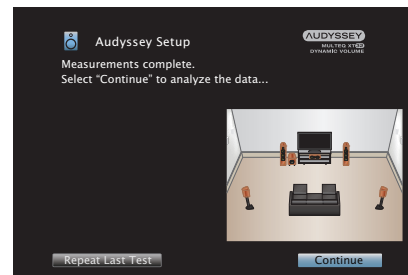 Audyssey Setup
AUDYSSEY
MULTEQ XT32
DYNAMIC VOLUME
Measurements complete.
Select “Continue” to analyze the data...
Repeat Last Test
Continue